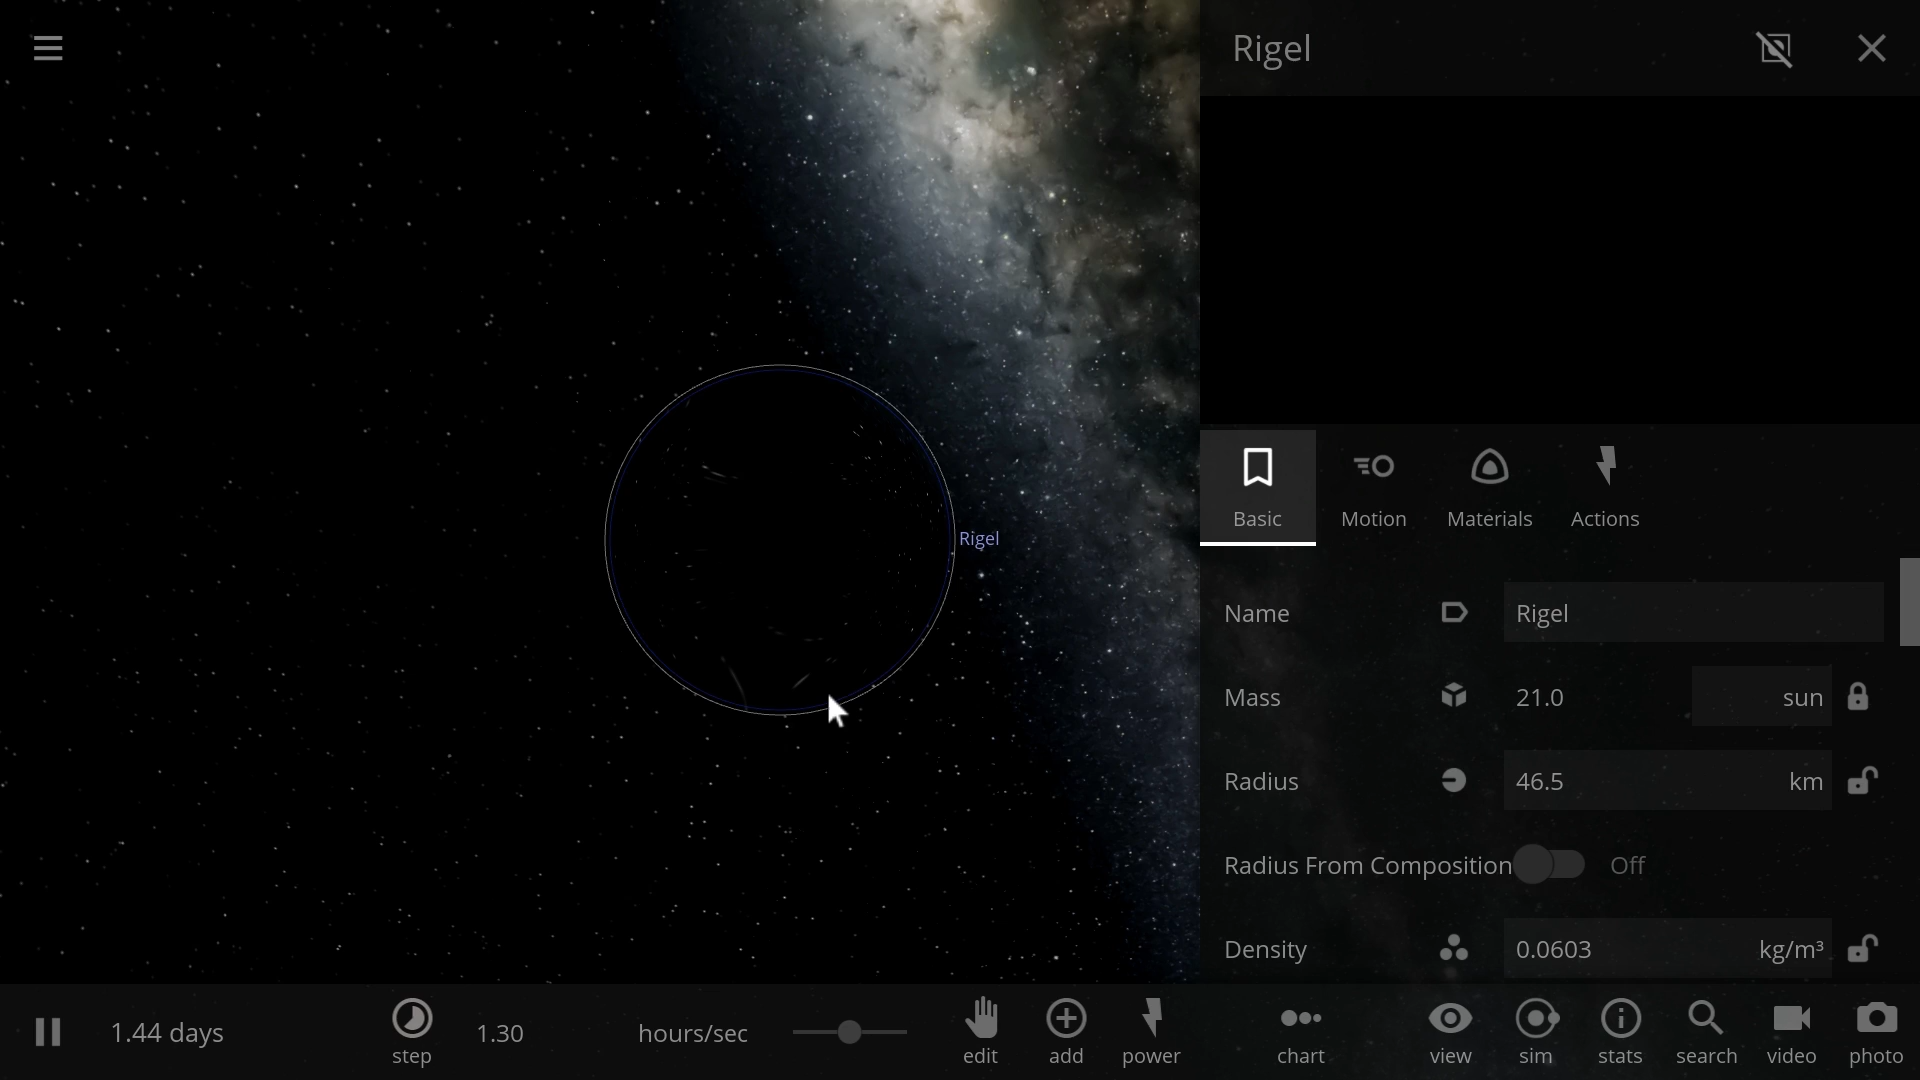 Rigel
Rigel
Basic
Motion
Materials
Actions
Name
Rigel
Mass
21.0
sun
Radius
46.5
km
Radius From Composition
Off
Density
0.0603
kg/m³
1.44 days
step
1.30
hours/sec
edit
add
power
chart
view
sim
stats
search
video
photo